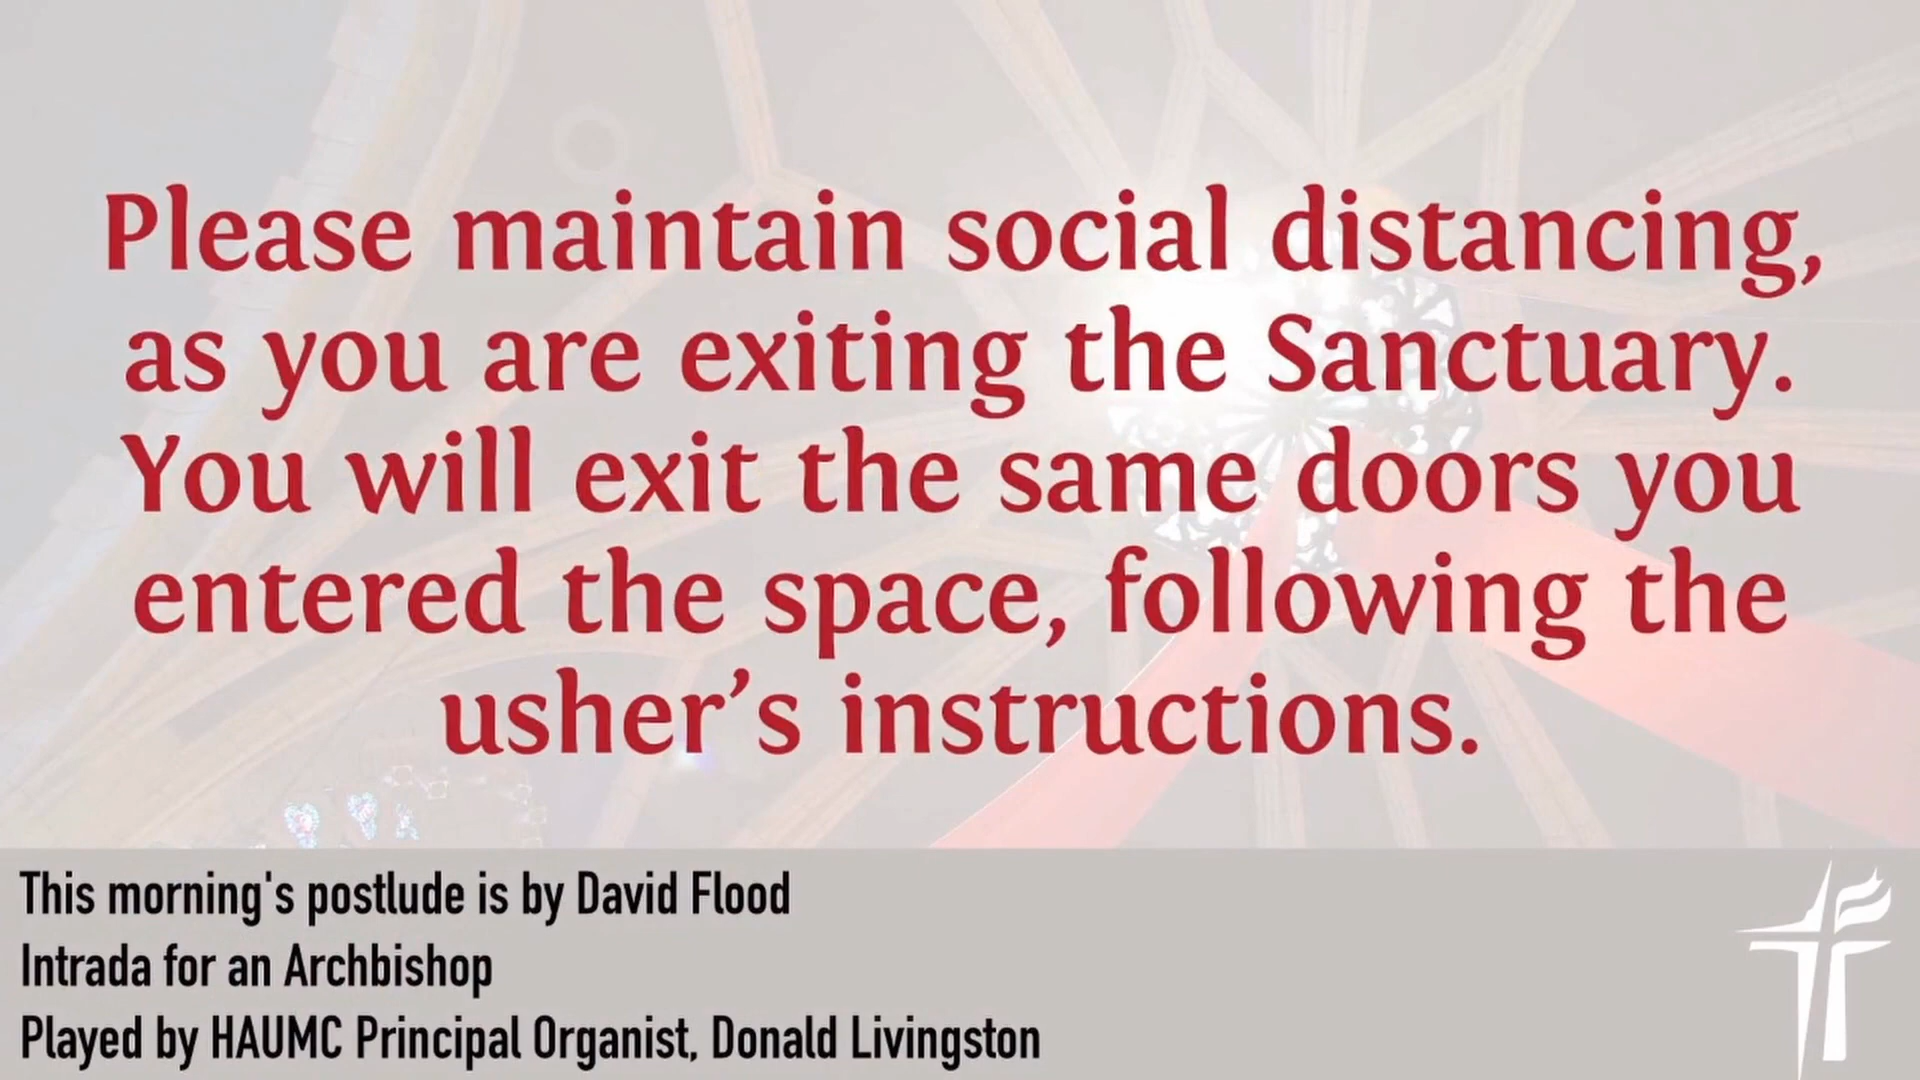 Please maintain social distancing,
as you are exiting the Sanctuary.
You will exit the same doors you
entered the space, following the
usher’s instructions.
This morning's postlude is by David Flood
Intrada for an Archbishop
Played by HAUMC Principal Organist, Donald Livingston